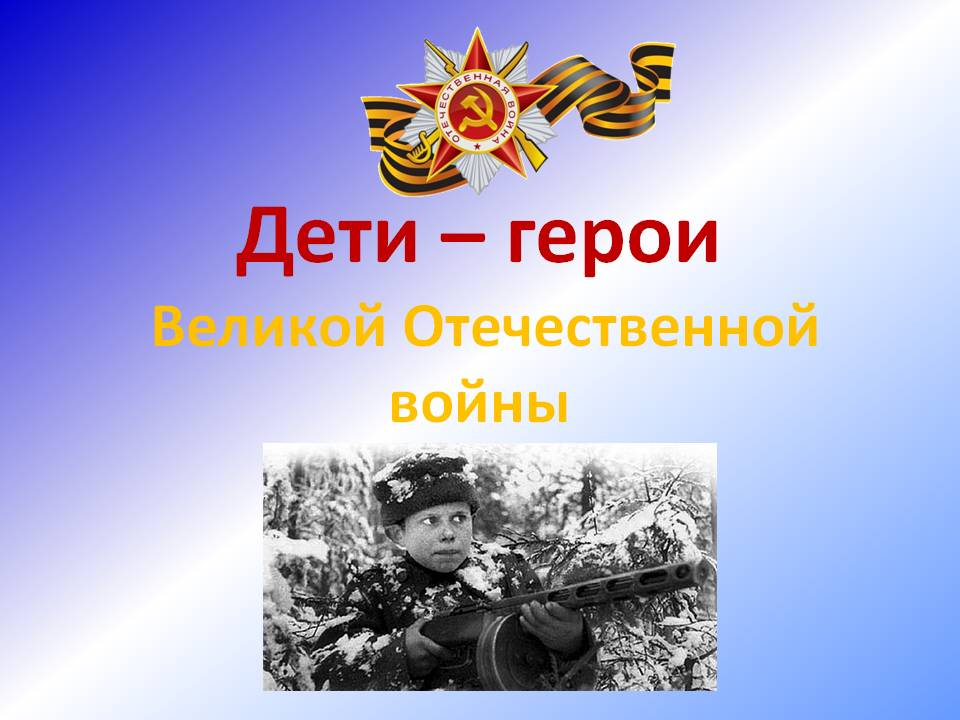 ОТЕЧЕСТВЕННАЯ ВОЙНА
Дети – герои
Великой Отечественной
войны